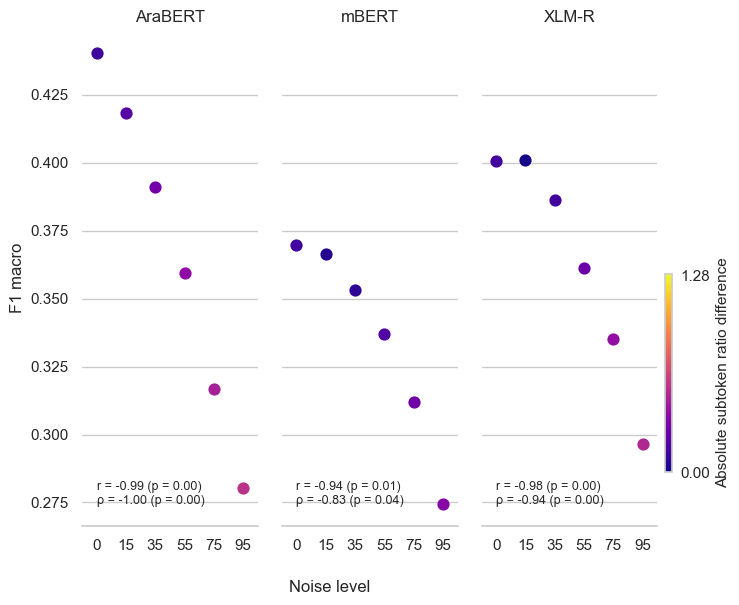 AraBERT mBERT XLM-R
0.425
0.400
0.375
0.350
0.325
0.300
0.275
F1 macro
r = -0.99 (p = 0.00)
ρ = -1.00 (p = 0.00)
r = -0.94 (p = 0.01)
ρ = -0.83 (p = 0.04)
r = -0.98 (p = 0.00)
ρ = -0.94 (p = 0.00)
0 15 35 55 75 95
0 15 35 55 75 95
0 15 35 55 75 95
Noise level
1.28
0.00
Absolute subtoken ratio difference